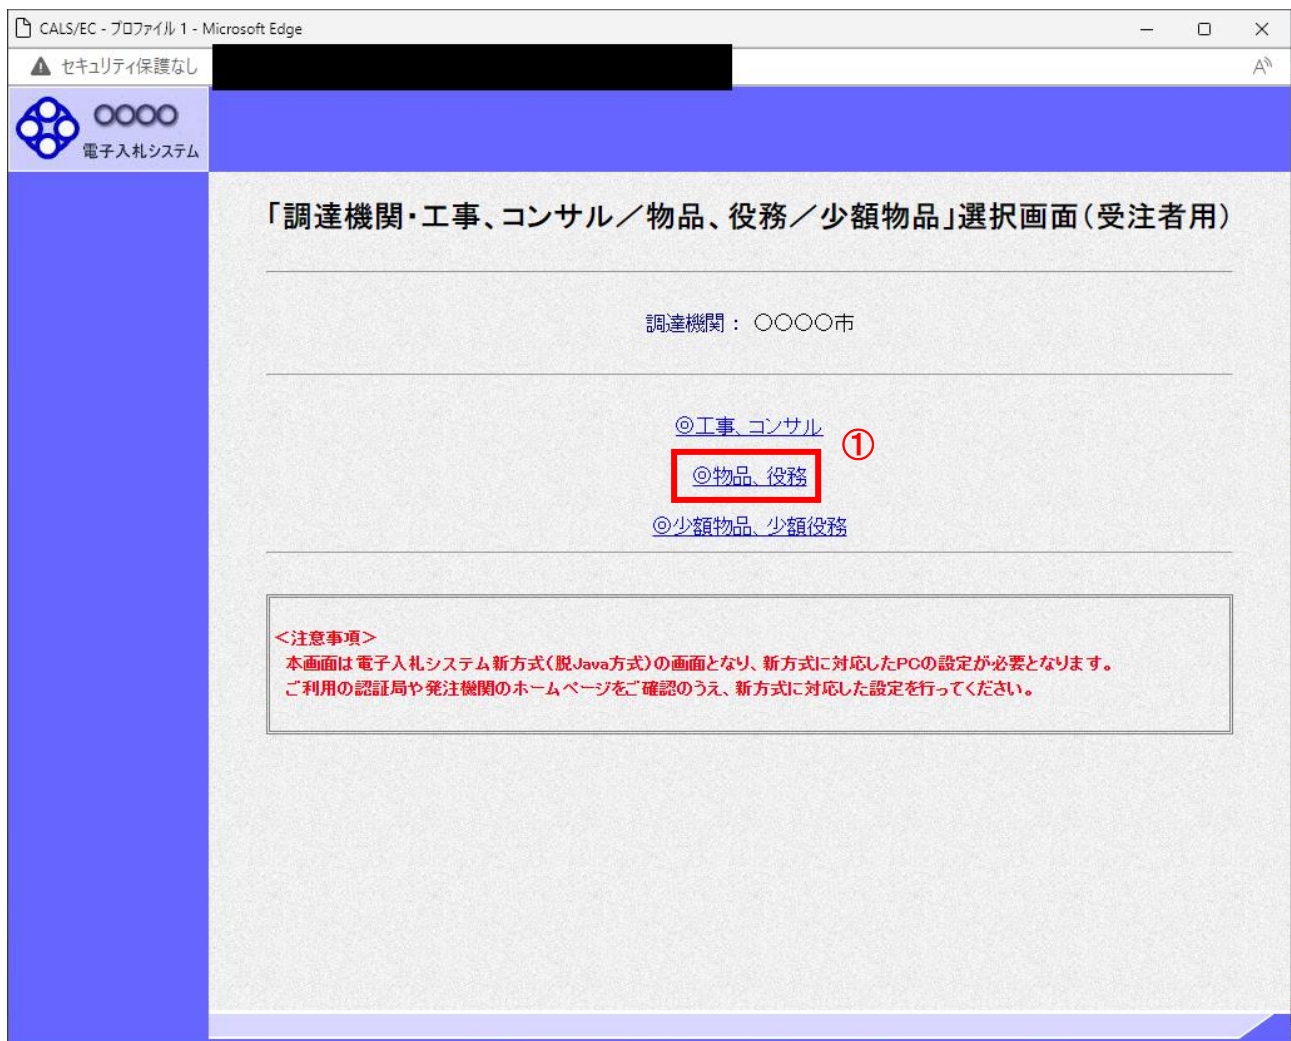 CALS/EC - プロファイル 1 - Microsoft Edge
セキュリティ保護なし
〇〇〇〇
電子入札システム
「調達機関・工事、コンサル／物品、役務／少額物品」選択画面（受注者用）
調達機関： 〇〇〇〇市
◎工事、コンサル
①
◎物品、役務
◎少額物品、少額役務
＜注意事項＞
本画面は電子入札システム新方式（脱Java方式）の画面となり、新方式に対応したPCの設定が必要となります。
ご利用の認証局や発注機関のホームページをご確認のうえ、新方式に対応した設定を行ってください。